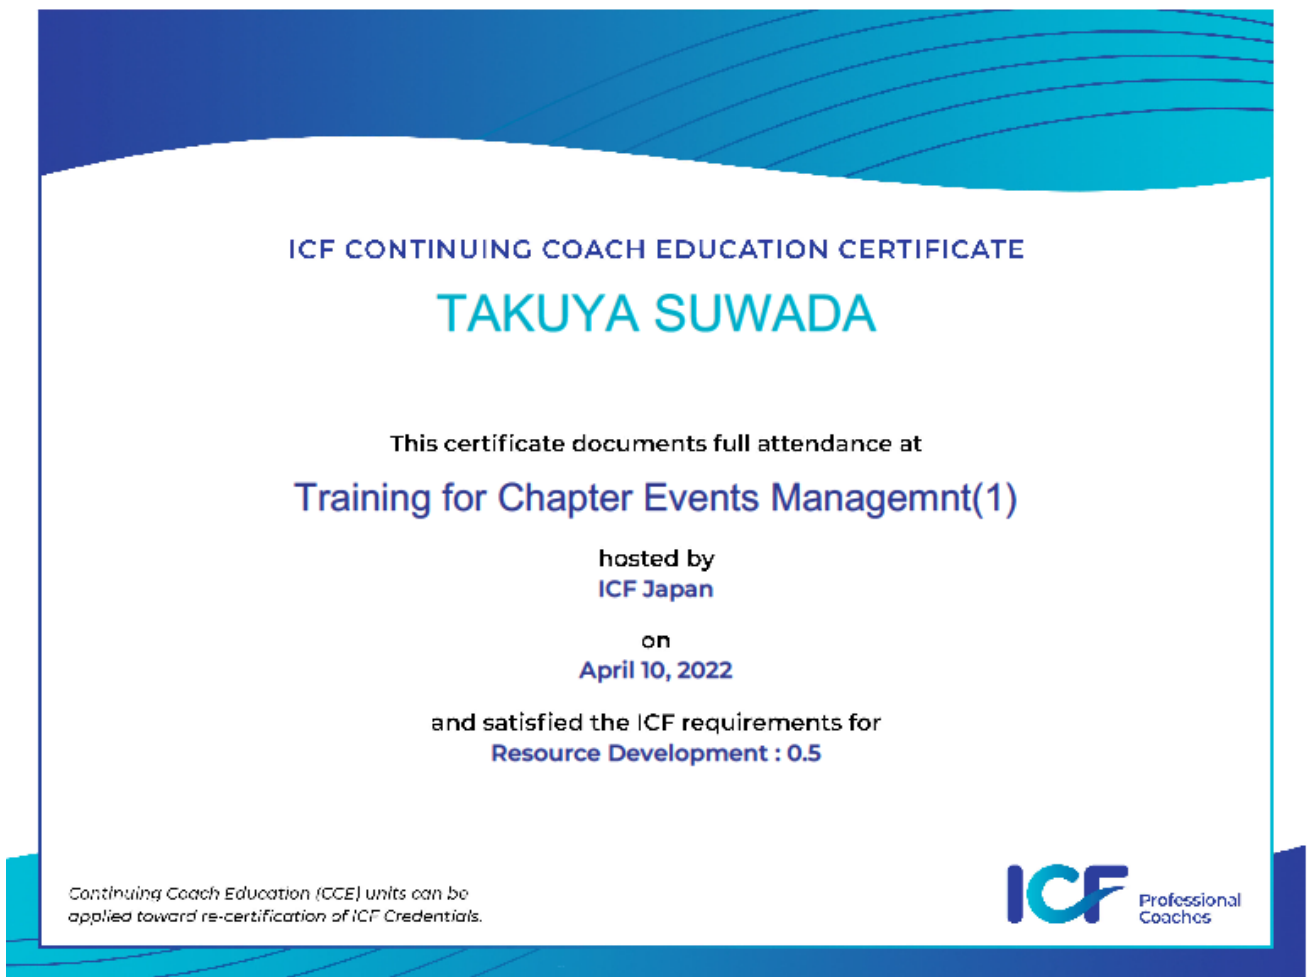 ICF CONTINUING COACH EDUCATION CERTIFICATE
TAKUYA SUWADA
This certificate documents full attendance at
Training for Chapter Events Managemnt(1)
hosted by
ICF Japan
on
April 10, 2022
and satisfied the ICF requirements for
Resource Development : 0.5
Continuing Coach Education (CCE) units can be
applied toward re-certification of ICF Credentials.
ICF
Professional
Coaches